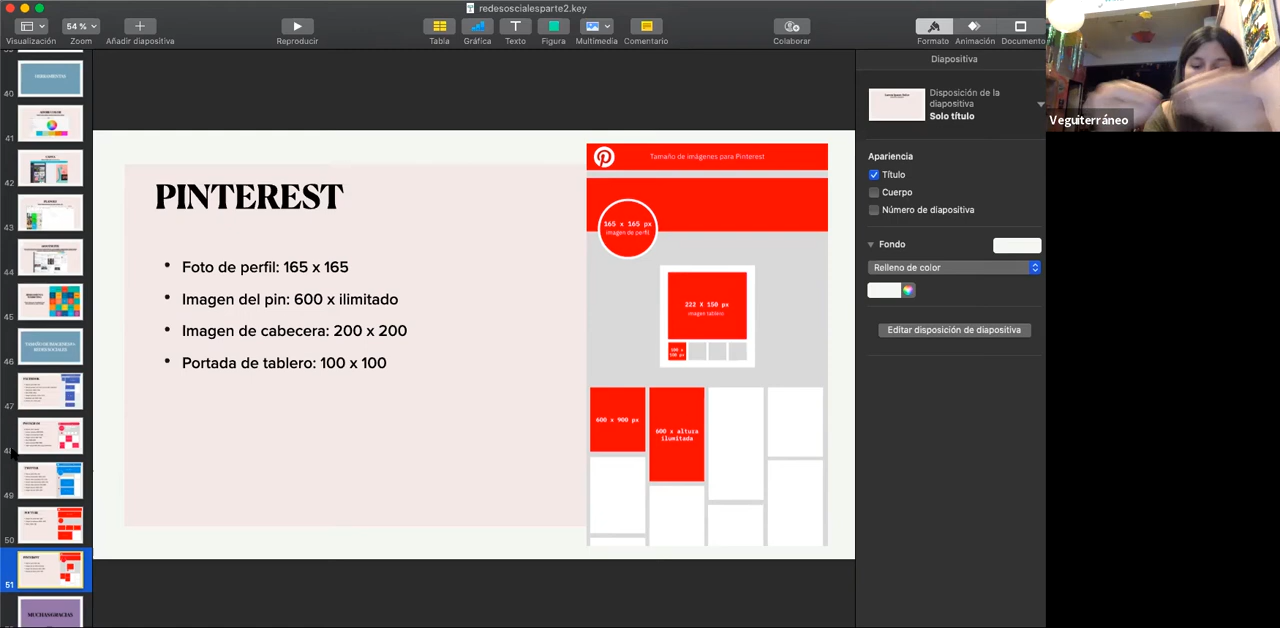 redesocialesparte2.key
54 %
Visualización
Zoom
Añadir diapositiva
Reproducir
Tabla
Gráfica
Texto
Figura
Multimedia
Comentario
Colaborar
Formato
Animación
Documento
40
41
42
43
44
45
46
47
48
49
50
51
MUCHAS GRACIAS
PINTEREST
• Foto de perfil: 165 x 165
• Imagen del pin: 600 x ilimitado
• Imagen de cabecera: 200 x 200
• Portada de tablero: 100 x 100
Tamaño de imágenes para Pinterest
165 x 165 px
imagen de perfil
222 X 150 px
imagen tablero
100 x
100 px
600 x 900 px
600 x altura
ilimitada
Diapositiva
Disposición de la
diapositiva
Solo título
Apariencia
Título
Cuerpo
Número de diapositiva
Fondo
Relleno de color
Editar disposición de diapositiva
Veguiterráneo